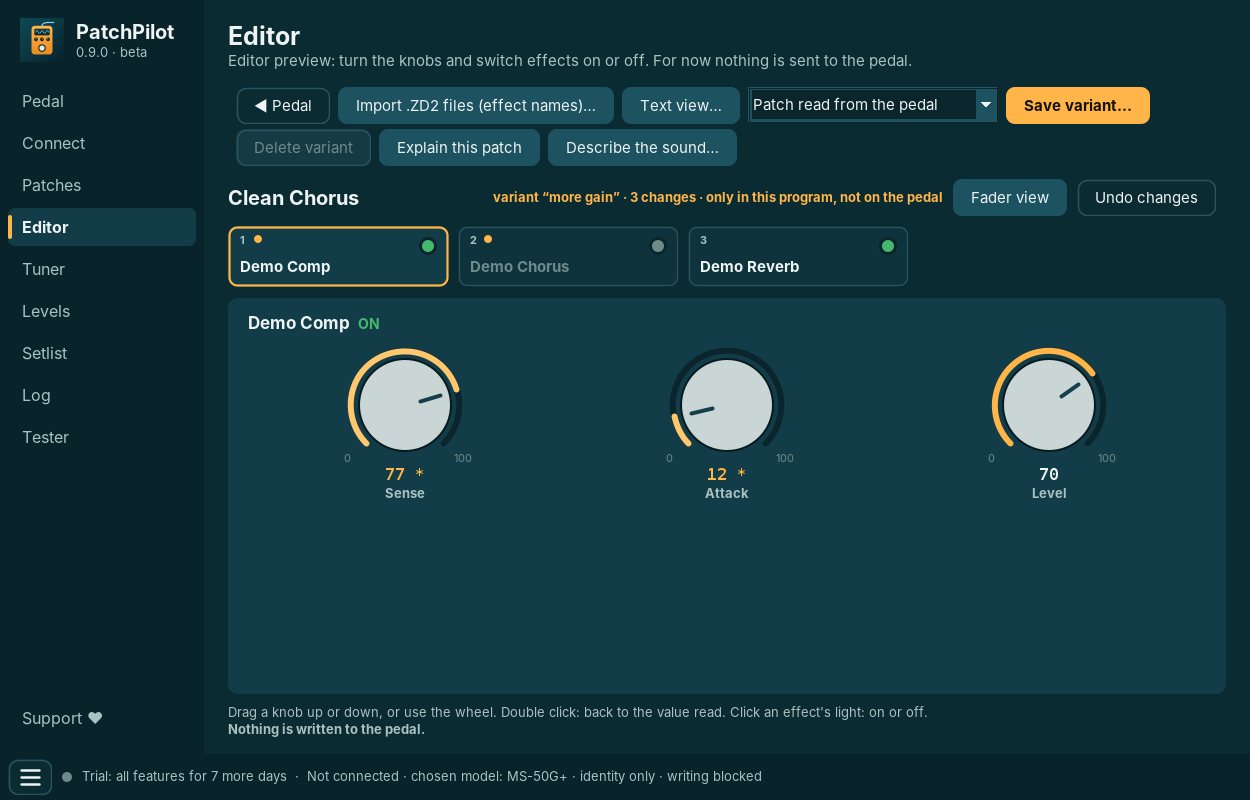 PatchPilot
0.9.0 · beta
Pedal
Connect
Patches
Editor
Tuner
Levels
Setlist
Log
Tester
Support ♥
Editor
Editor preview: turn the knobs and switch effects on or off. For now nothing is sent to the pedal.
◀ Pedal
Import .ZD2 files (effect names)...
Text view...
Patch read from the pedal
Save variant...
Delete variant
Explain this patch
Describe the sound...
Clean Chorus
variant “more gain” · 3 changes · only in this program, not on the pedal
Fader view
Undo changes
1
Demo Comp
2
Demo Chorus
3
Demo Reverb
Demo Comp ON
0 100
77 *
Sense
0 100
12 *
Attack
0 100
70
Level
Drag a knob up or down, or use the wheel. Double click: back to the value read. Click an effect's light: on or off.
Nothing is written to the pedal.
Trial: all features for 7 more days · Not connected · chosen model: MS-50G+ · identity only · writing blocked